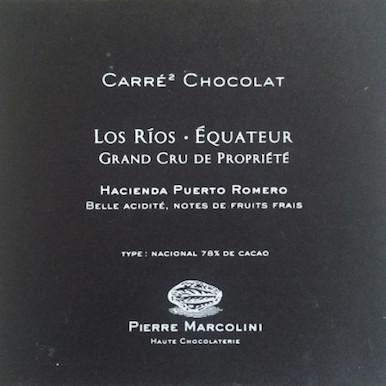 Carré² Chocolat
Los Ríos · Équateur
Grand Cru de Propriété
Hacienda Puerto Romero
Belle acidité, notes de fruits frais
Type : Nacional 78% de cacao
Pierre Marcolini
Haute Chocolaterie